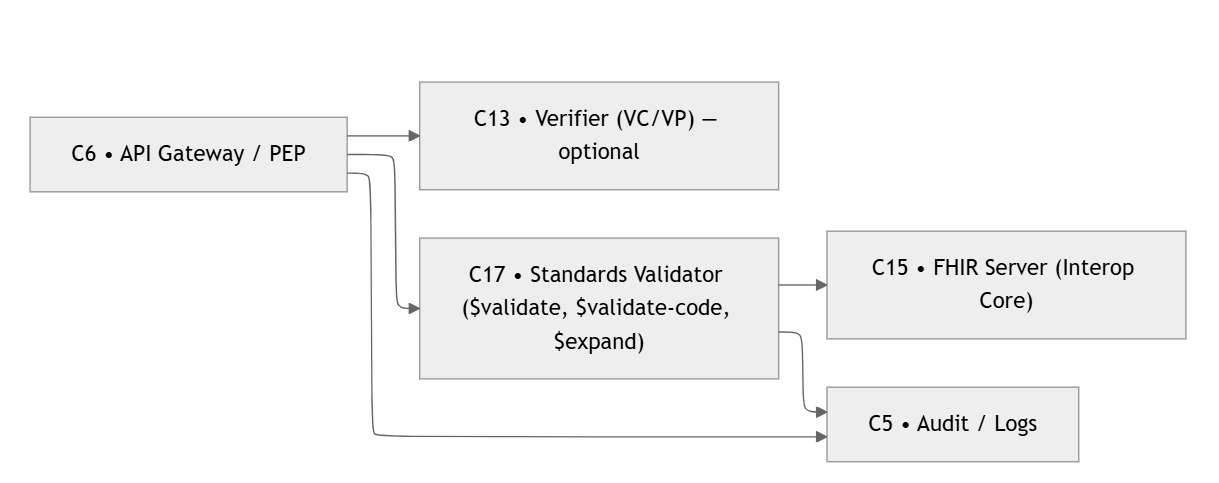 C6 • API Gateway / PEP
C13 • Verifier (VC/VP) —
optional
C17 • Standards Validator
($validate, $validate-code,
$expand)
C15 • FHIR Server (Interop
Core)
C5 • Audit / Logs